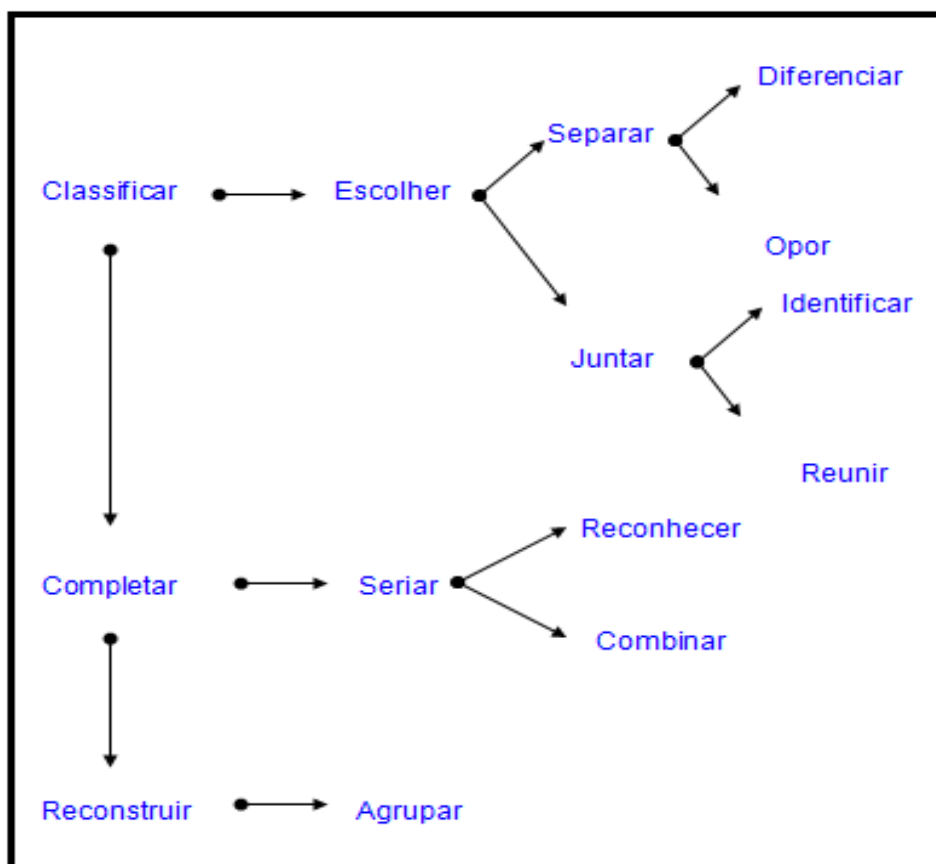 Diferenciar
Separar
Classificar
Escolher
Opor
Identificar
Juntar
Reunir
Reconhecer
Completar
Seriar
Combinar
Reconstruir
Agrupar